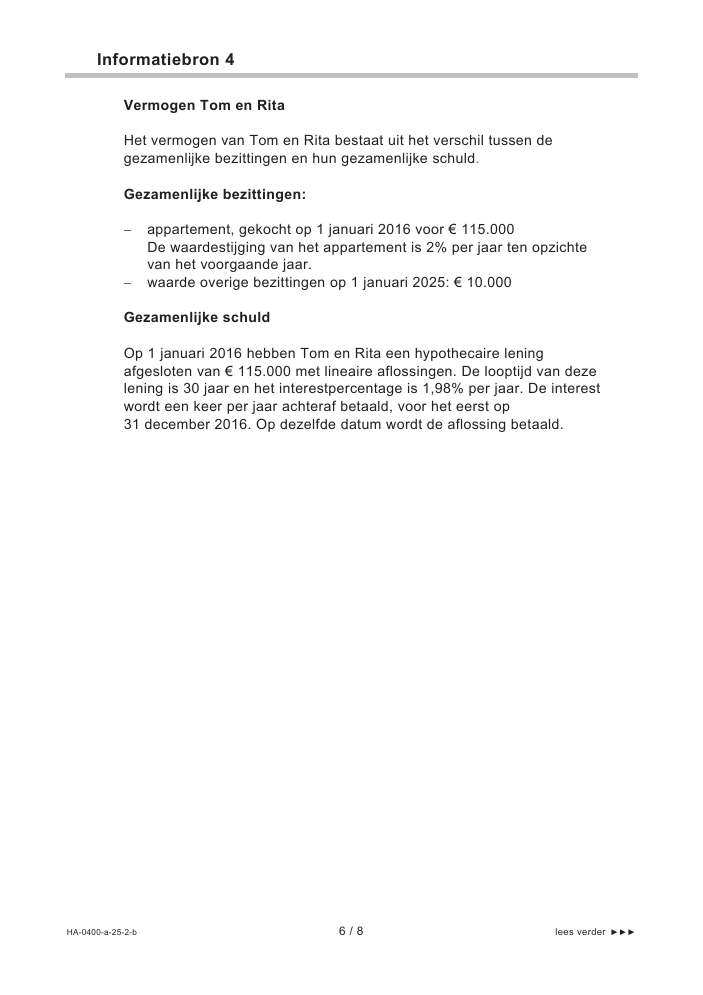 Informatiebron 4
Vermogen Tom en Rita
Het vermogen van Tom en Rita bestaat uit het verschil tussen de
gezamenlijke bezittingen en hun gezamenlijke schuld.
Gezamenlijke bezittingen:
– appartement, gekocht op 1 januari 2016 voor € 115.000
De waardestijging van het appartement is 2% per jaar ten opzichte
van het voorgaande jaar.
– waarde overige bezittingen op 1 januari 2025: € 10.000
Gezamenlijke schuld
Op 1 januari 2016 hebben Tom en Rita een hypothecaire lening
afgesloten van € 115.000 met lineaire aflossingen. De looptijd van deze
lening is 30 jaar en het interestpercentage is 1,98% per jaar. De interest
wordt een keer per jaar achteraf betaald, voor het eerst op
31 december 2016. Op dezelfde datum wordt de aflossing betaald.
HA-0400-a-25-2-b 6 / 8 lees verder ►►►